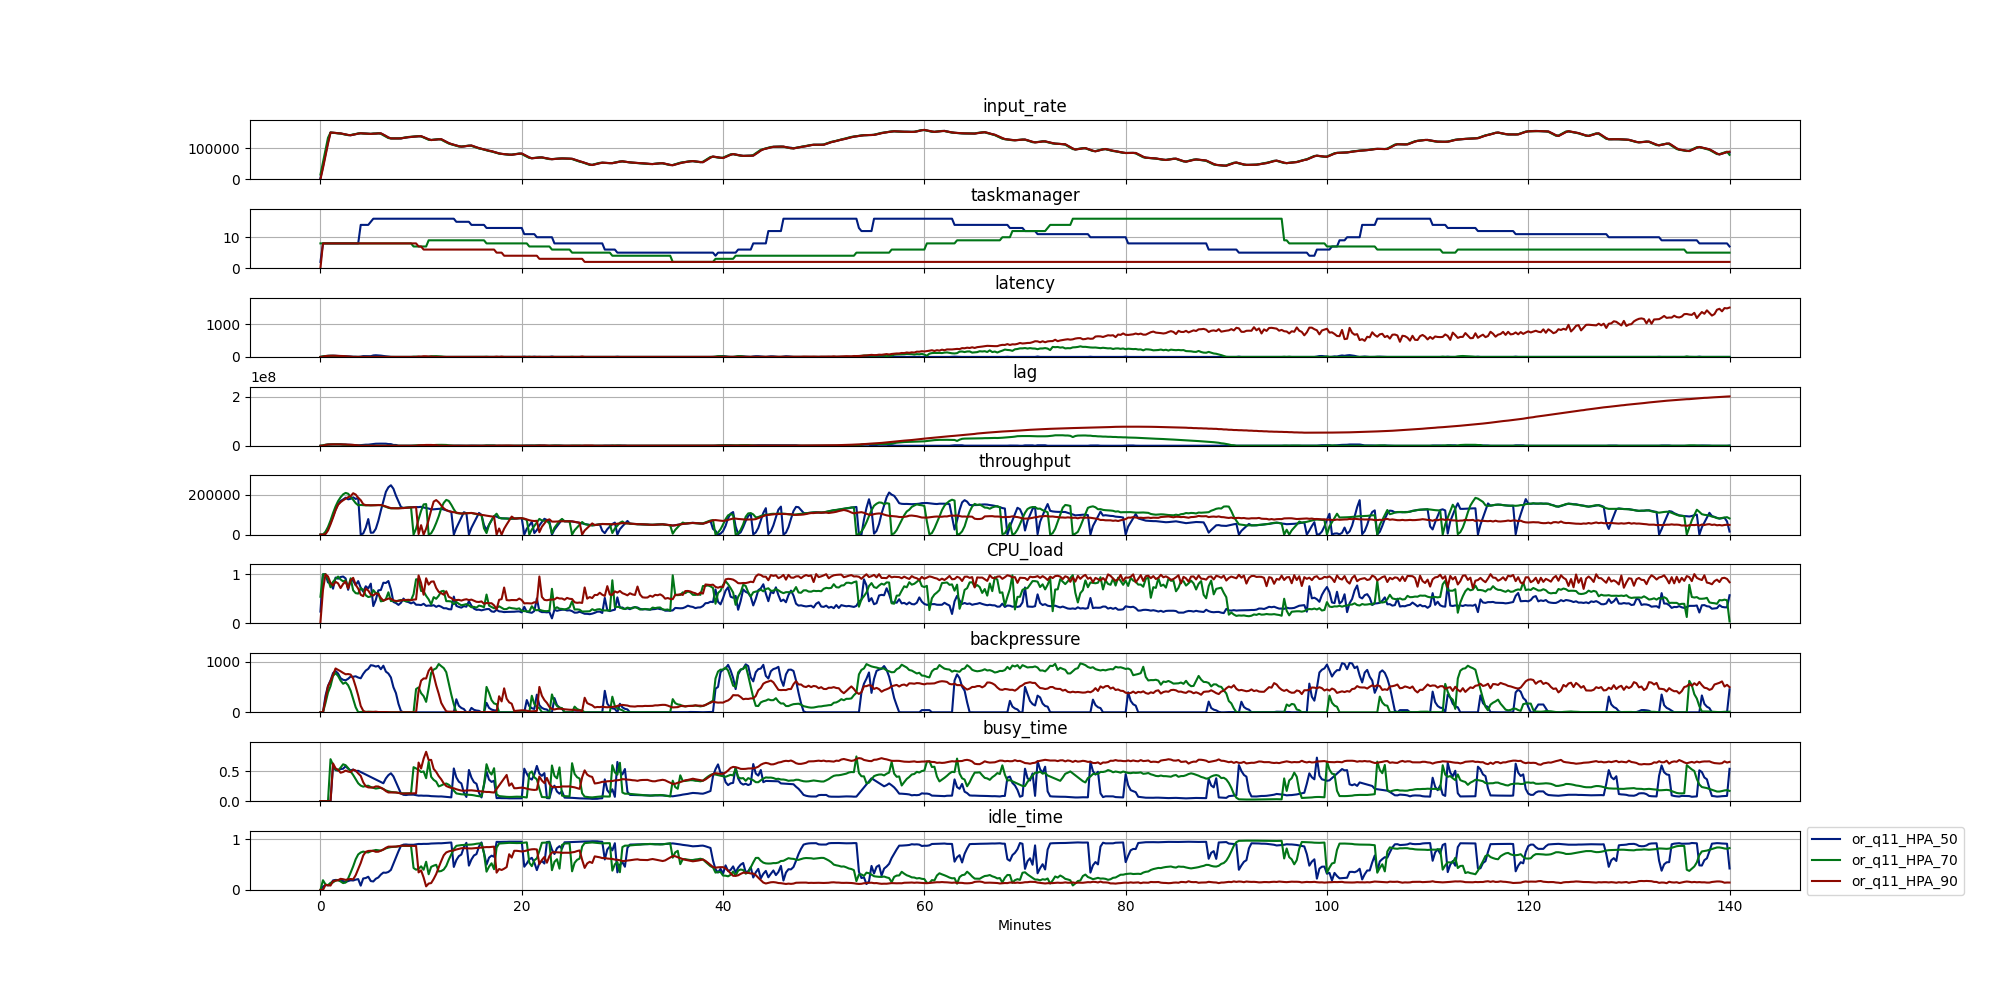 input_rate
100000
0
taskmanager
10
0
latency
1000
0
1e8
lag
2
0
throughput
200000
0
CPU_load
1
0
backpressure
1000
0
busy_time
0.5
0.0
idle_time
1
0
0 20 40 60 80 100 120 140
Minutes
or_q11_HPA_50
or_q11_HPA_70
or_q11_HPA_90